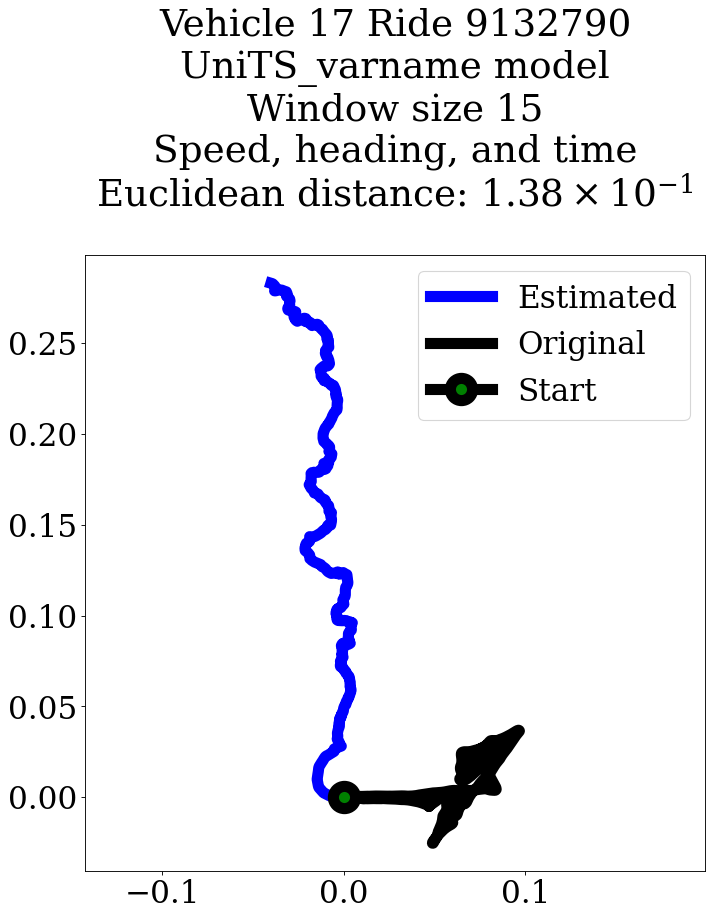 Vehicle 17 Ride 9132790
UniTS_varname model
Window size 15
Speed, heading, and time
Euclidean distance: 1.38 × 10⁻¹
Estimated
Original
Start
0.25
0.20
0.15
0.10
0.05
0.00
−0.1 0.0 0.1